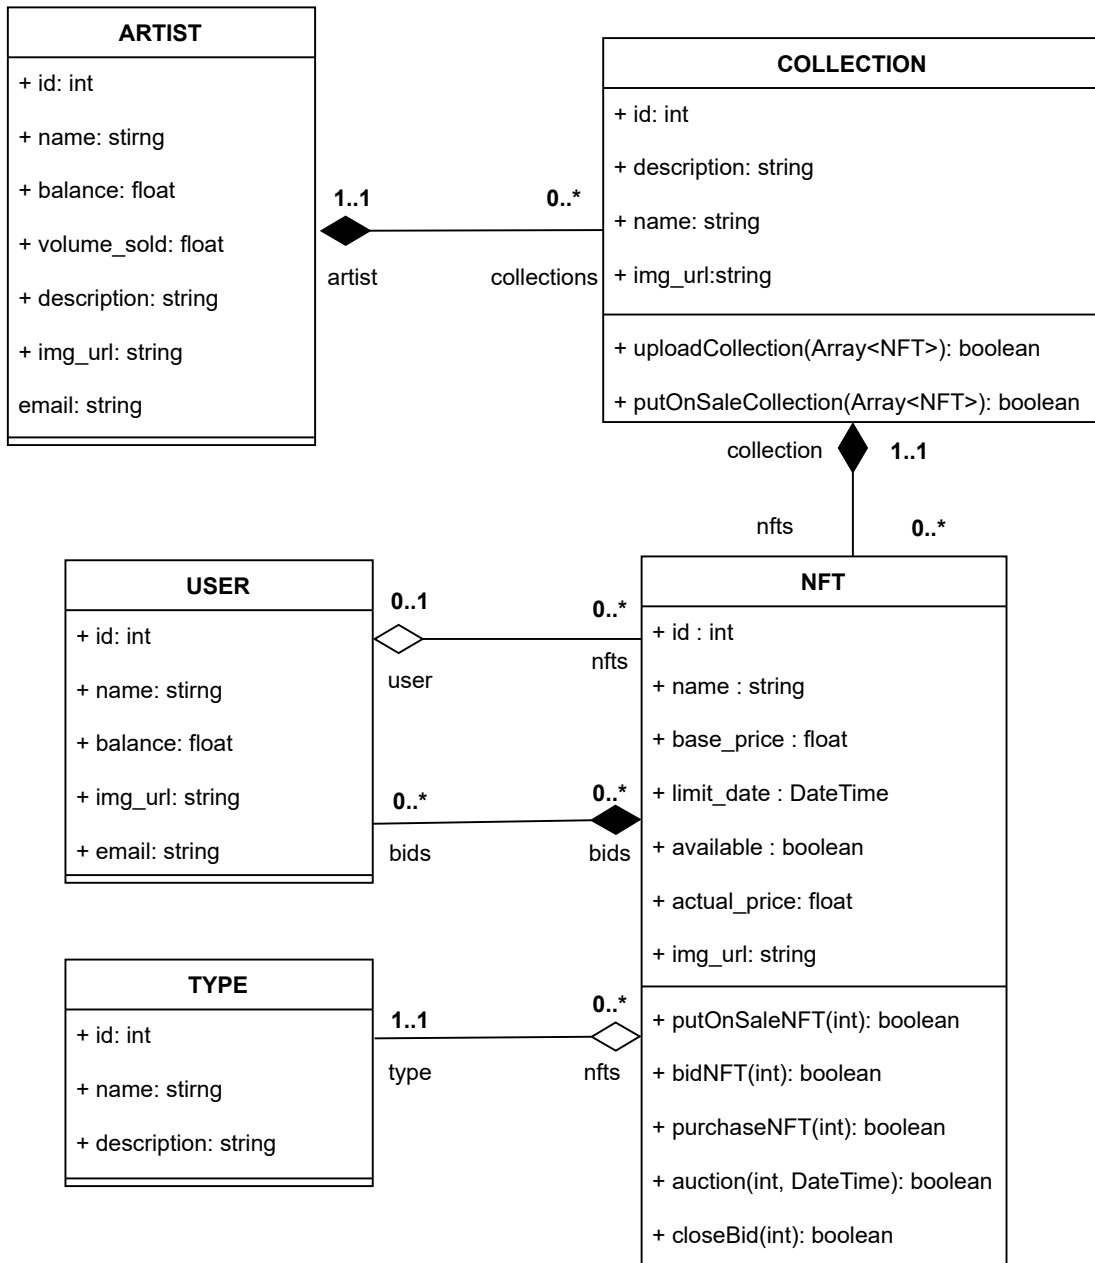 ARTIST
+ id: int
+ name: stirng
+ balance: float
+ volume_sold: float
+ description: string
+ img_url: string
email: string
COLLECTION
+ id: int
+ description: string
+ name: string
+ img_url:string
+ uploadCollection(Array<NFT>): boolean
+ putOnSaleCollection(Array<NFT>): boolean
1..1
0..*
artist
collections
collection
1..1
nfts
0..*
USER
+ id: int
+ name: stirng
+ balance: float
+ img_url: string
+ email: string
0..1
0..*
user
nfts
0..*
0..*
bids
bids
NFT
+ id : int
+ name : string
+ base_price : float
+ limit_date : DateTime
+ available : boolean
+ actual_price: float
+ img_url: string
+ putOnSaleNFT(int): boolean
+ bidNFT(int): boolean
+ purchaseNFT(int): boolean
+ auction(int, DateTime): boolean
+ closeBid(int): boolean
TYPE
+ id: int
+ name: stirng
+ description: string
1..1
0..*
type
nfts